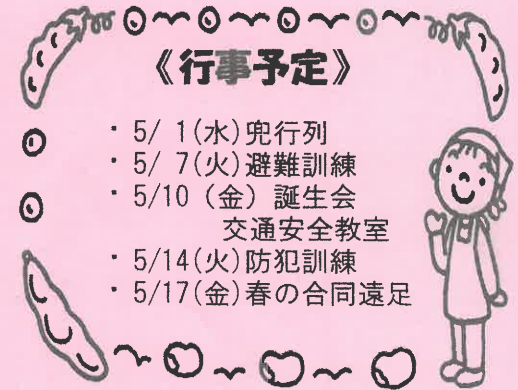 《行事予定》
・5/ 1(水)兜行列
・5/ 7(火)避難訓練
・5/10 (金) 誕生会
交通安全教室
・5/14(火)防犯訓練
・5/17(金)春の合同遠足